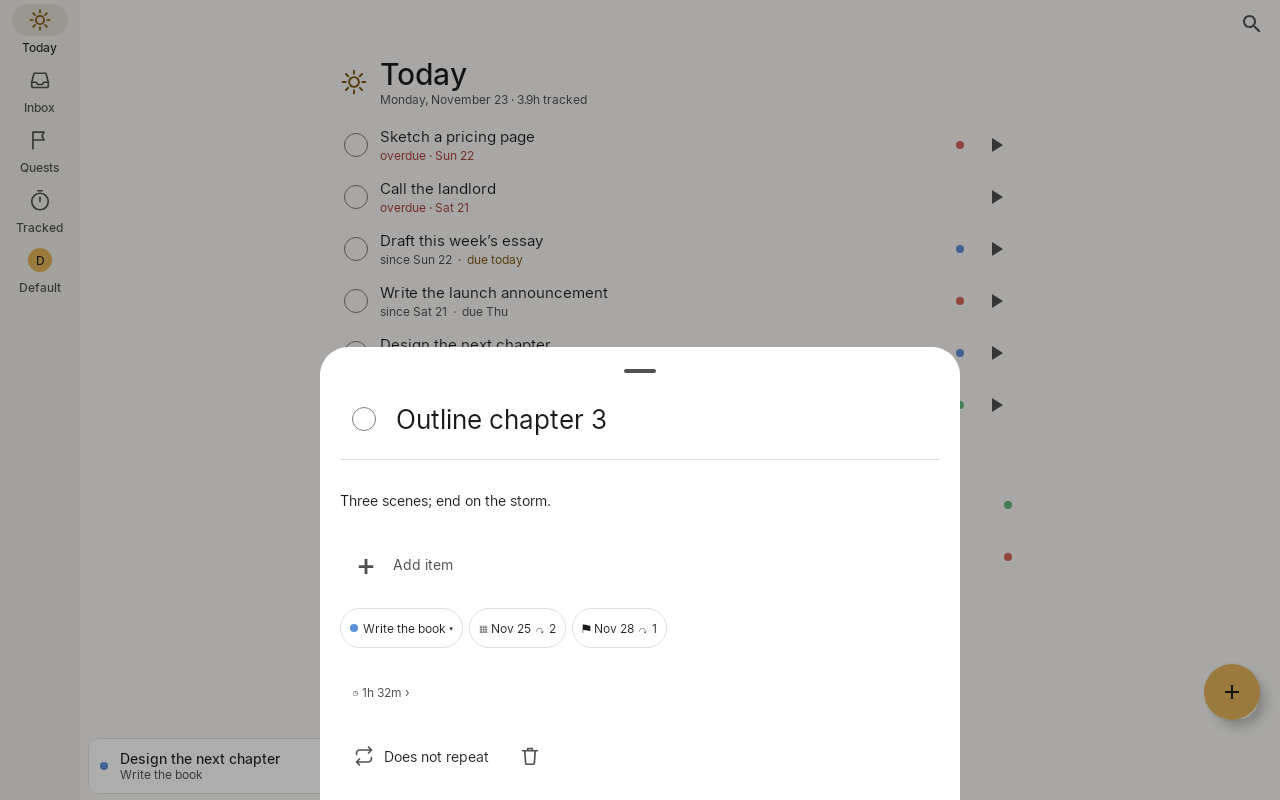 Today
Inbox
Quests
Tracked
D
Default
Today
Monday, November 23 · 3.9h tracked
Sketch a pricing page
overdue · Sun 22
Call the landlord
overdue · Sat 21
Draft this week’s essay
since Sun 22 · due today
Write the launch announcement
since Sat 21 · due Thu
Design the next chapter
Outline chapter 3
Three scenes; end on the storm.
Add item
Write the book
Nov 25 2
Nov 28 1
1h 32m ›
Does not repeat
Design the next chapter
Write the book